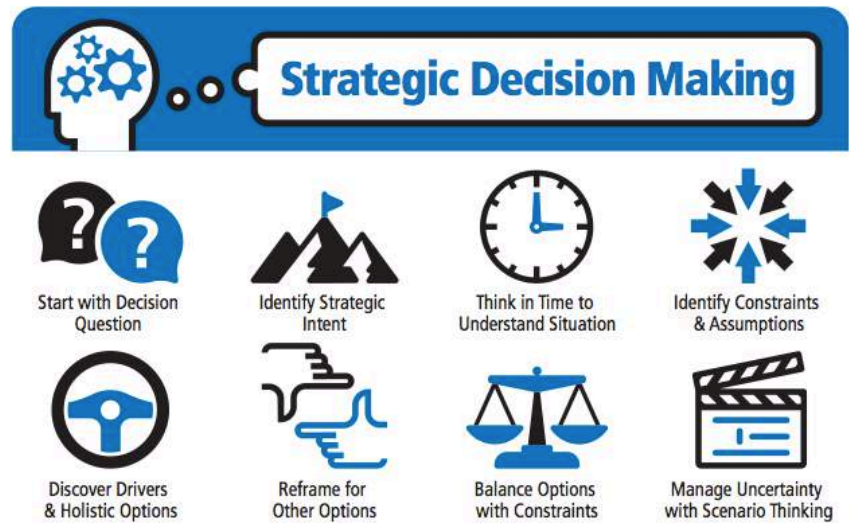 Strategic Decision Making
? ?
Start with Decision
Question
Identify Strategic
Intent
Think in Time to
Understand Situation
Identify Constraints
& Assumptions
Discover Drivers
& Holistic Options
Reframe for
Other Options
Balance Options
with Constraints
Manage Uncertainty
with Scenario Thinking